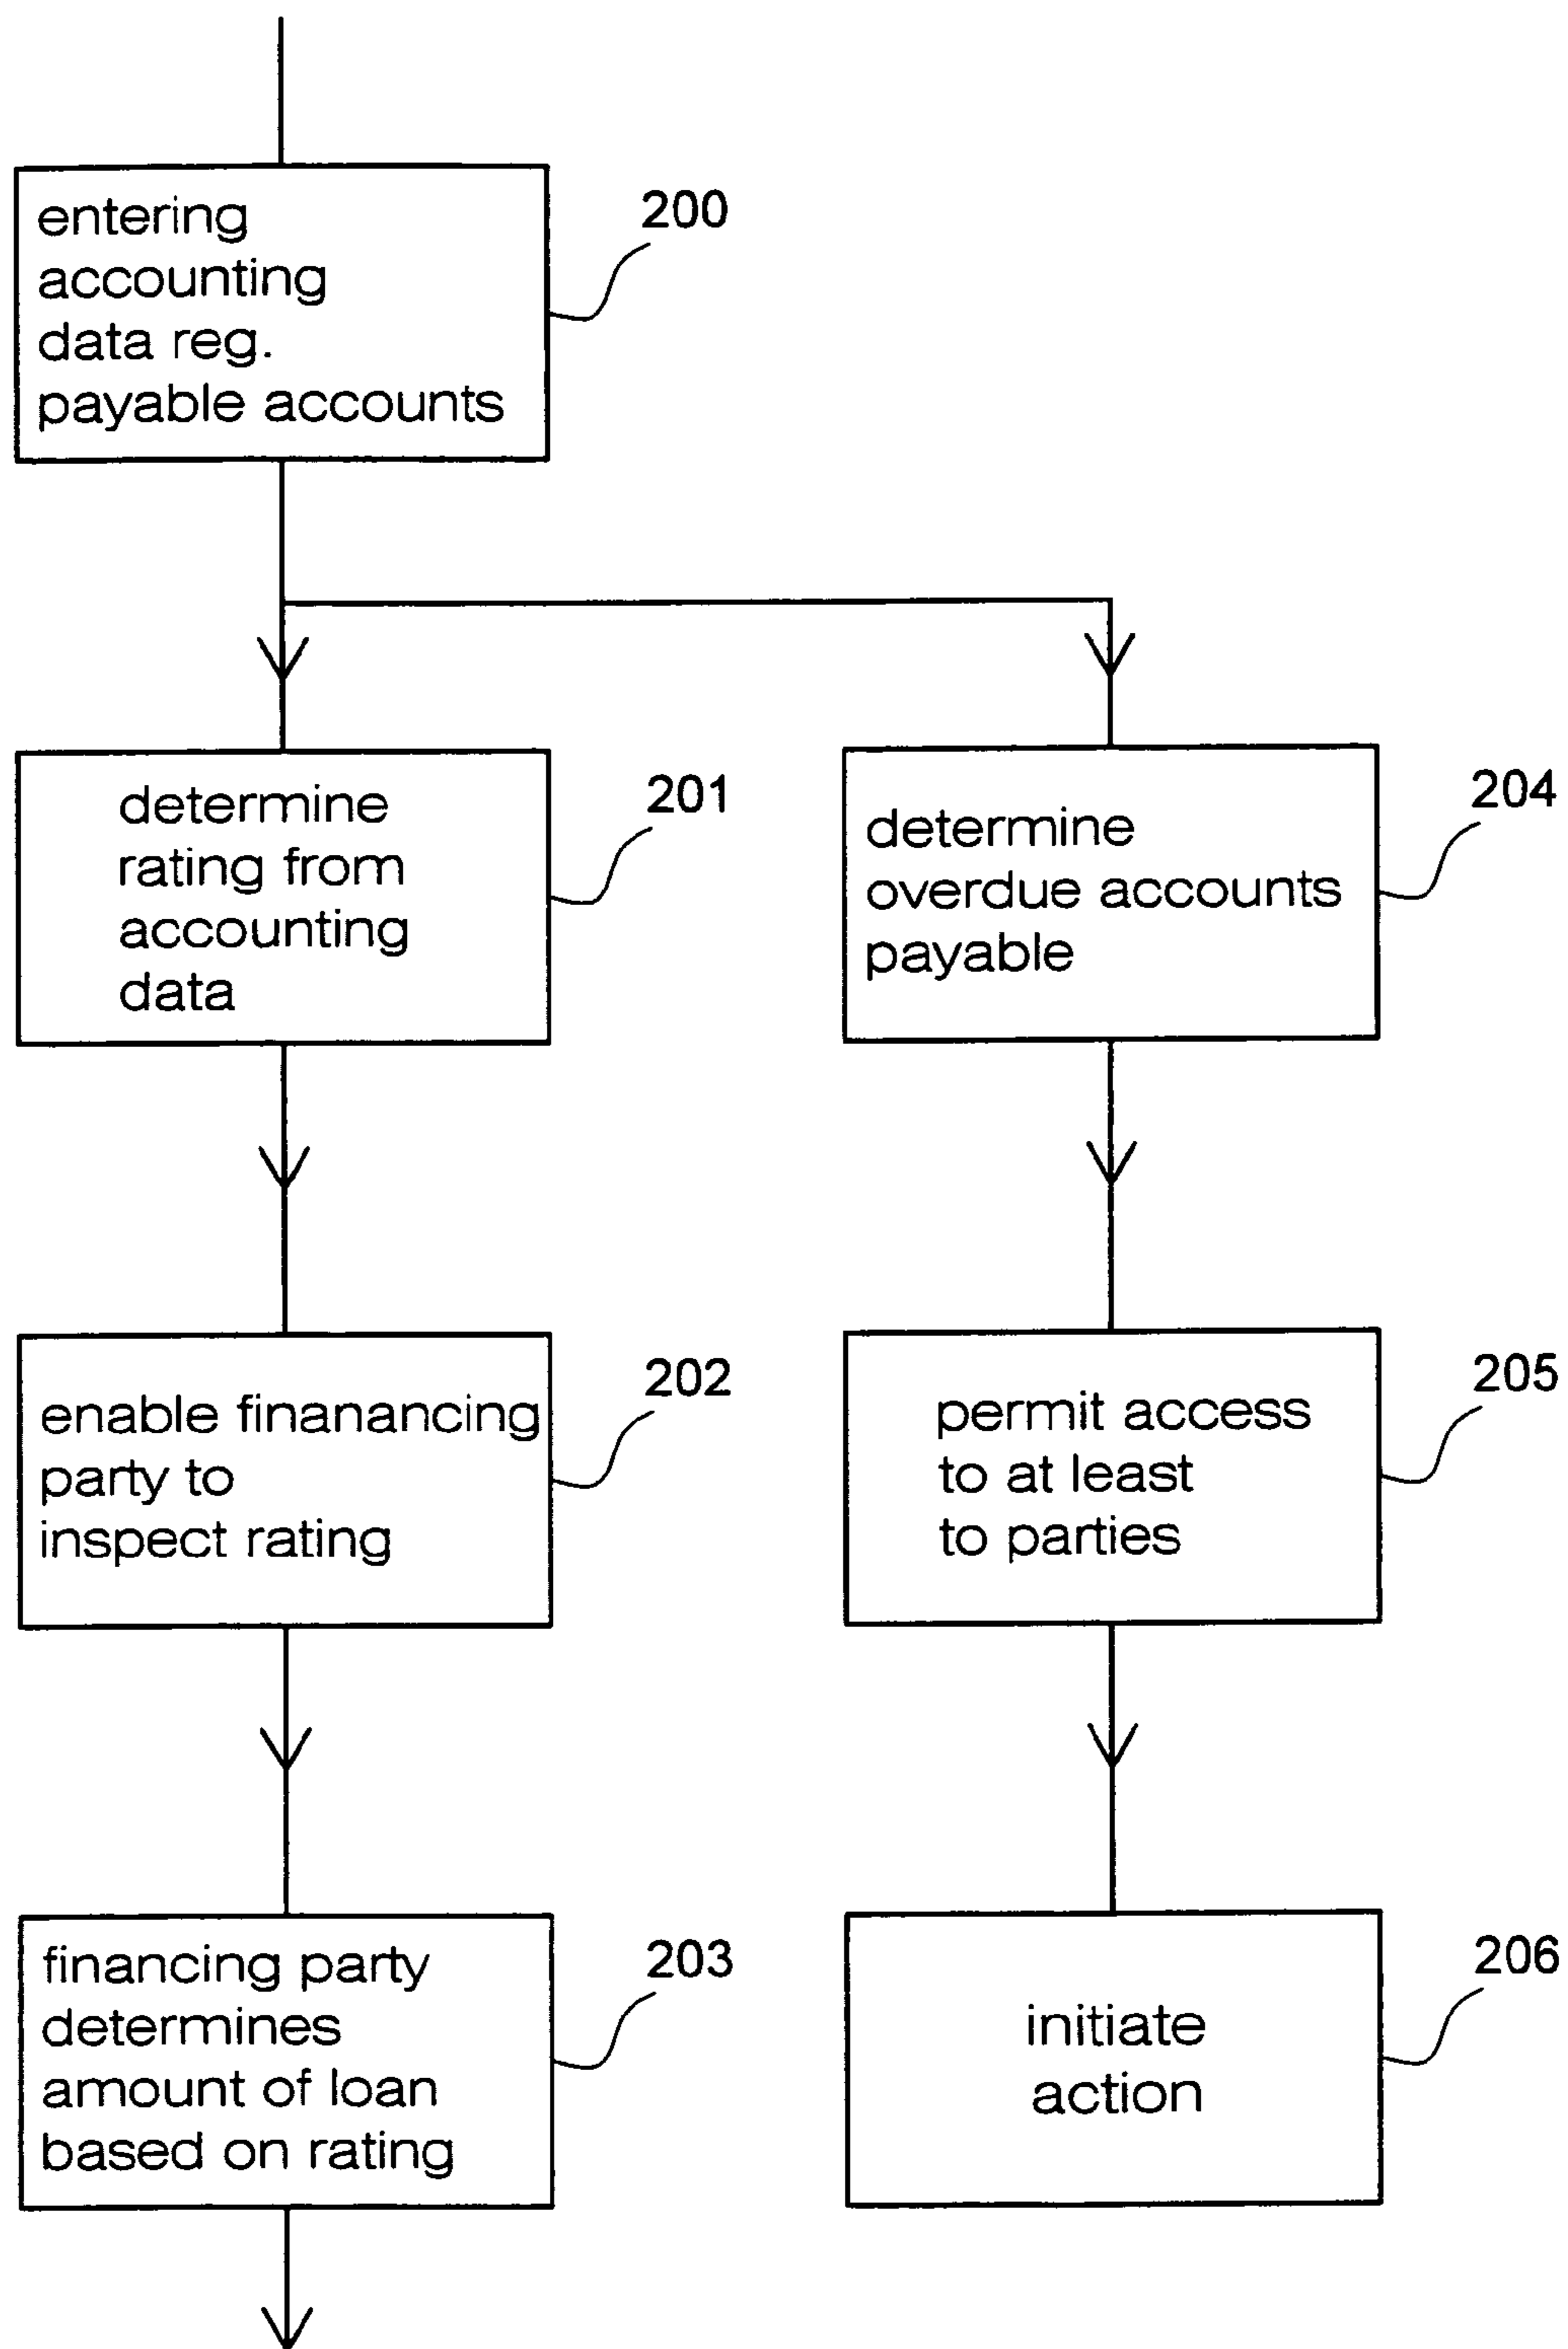 entering
accounting
data reg.
payable accounts
200
determine
rating from
accounting
data
201
determine
overdue accounts
payable
204
enable finanancing
party to
inspect rating
202
permit access
to at least
to parties
205
financing party
determines
amount of loan
based on rating
203
initiate
action
206